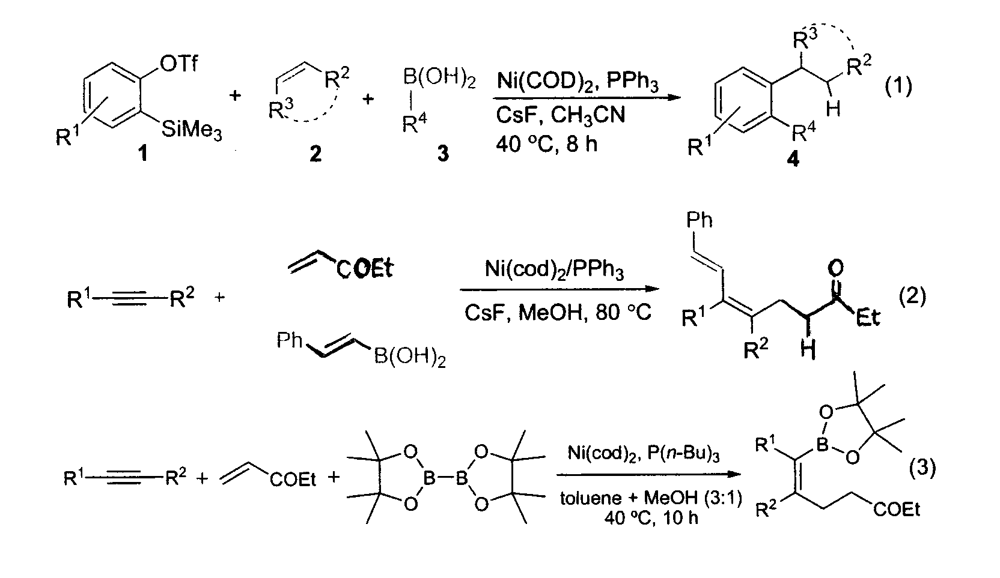 OTf
R¹
SiMe₃
1
+
R²
R³
2
+
B(OH)₂
R⁴
3
Ni(COD)₂, PPh₃
CsF, CH₃CN
40 ºC, 8 h
R³
R²
H
R⁴
R¹
4
(1)
R¹
R²
+
COEt
Ph
B(OH)₂
Ni(cod)₂/PPh₃
CsF, MeOH, 80 ºC
Ph
R¹
R²
O
Et
H
(2)
R¹
R²
+
COEt
+
O
O
B
B
O
O
Ni(cod)₂, P(n-Bu)₃
toluene + MeOH (3:1)
40 ºC, 10 h
O
R¹
B
O
R²
COEt
(3)